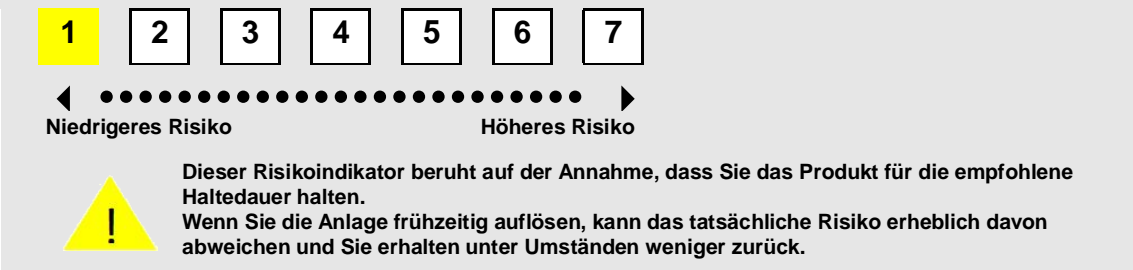 1 2 3 4 5 6 7
Niedrigeres Risiko Höheres Risiko
Dieser Risikoindikator beruht auf der Annahme, dass Sie das Produkt für die empfohlene
Haltedauer halten.
Wenn Sie die Anlage frühzeitig auflösen, kann das tatsächliche Risiko erheblich davon
abweichen und Sie erhalten unter Umständen weniger zurück.
!